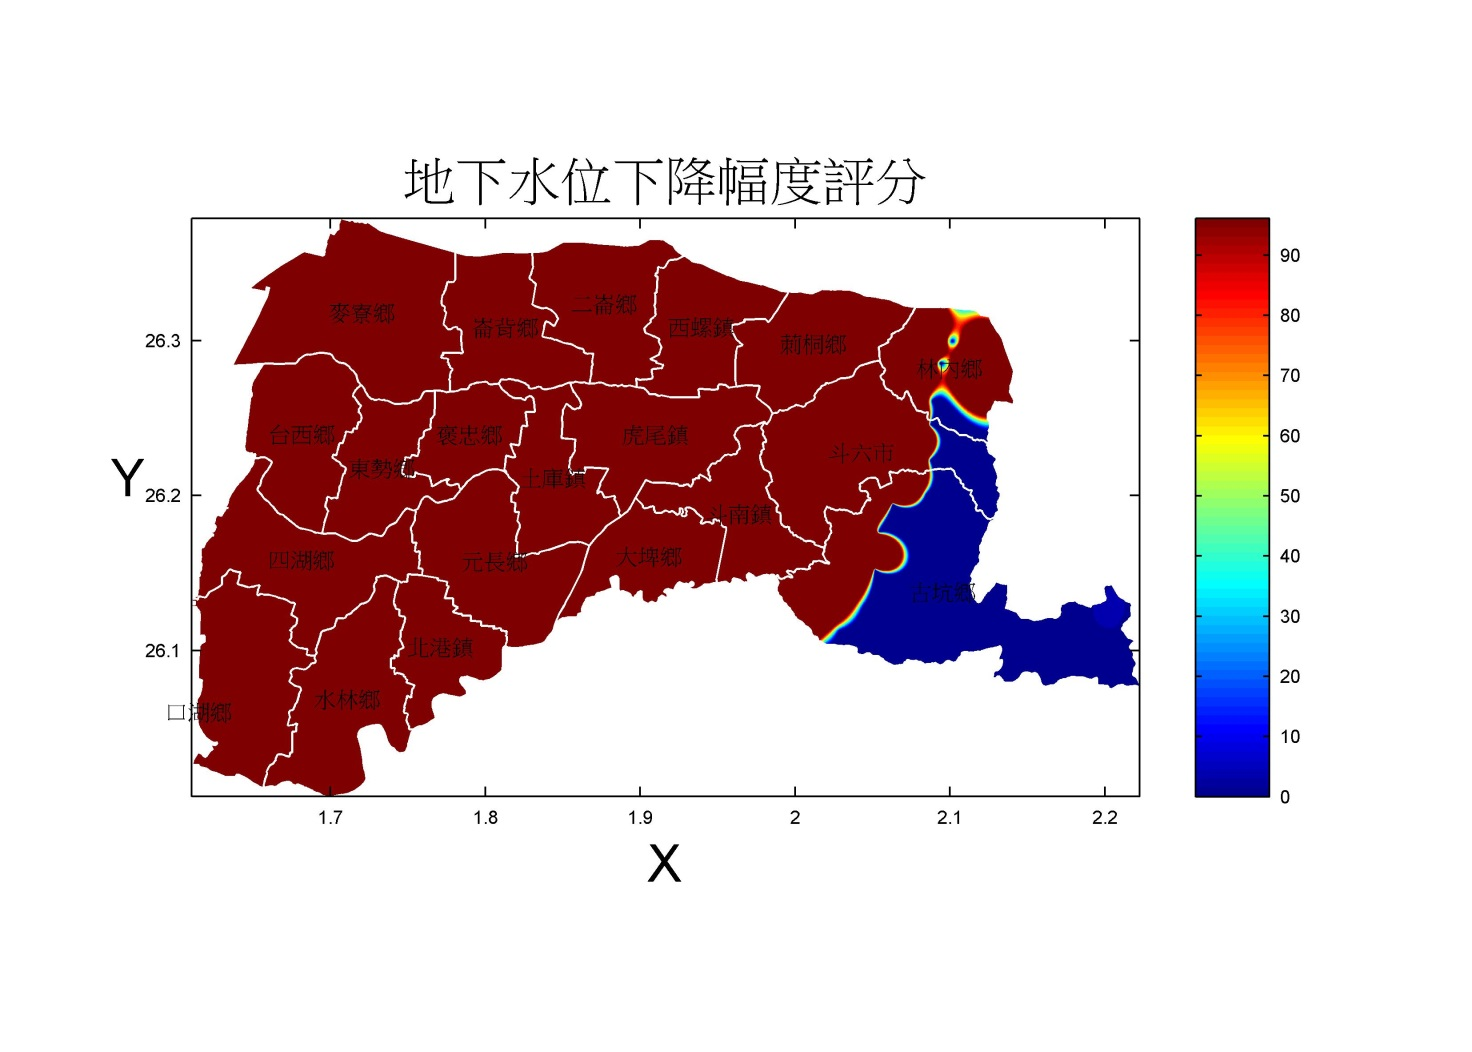 地下水位下降幅度評分
麥寮鄉
崙背鄉
二崙鄉
西螺鎮
莿桐鄉
林內鄉
台西鄉
東勢鄉
褒忠鄉
土庫鎮
虎尾鎮
斗六市
斗南鎮
四湖鄉
元長鄉
大埤鄉
古坑鄉
北港鎮
水林鄉
口湖鄉
Y
26.3
26.2
26.1
1.7
1.8
1.9
2
2.1
2.2
X
90
80
70
60
50
40
30
20
10
0